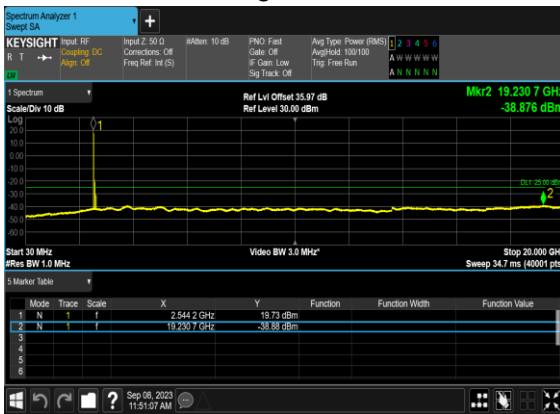 Spectrum Analyzer 1
Swept SA
KEYSIGHT Input: RF Input Z: 50 Ω #Atten: 10 dB PNO: Fast Avg Type: Power (RMS) 1 2 3 4 5 6
R T Coupling: DC Corrections: Off Gate: Off Avg|Hold: 100/100 A W W W W W
Align: Off Freq Ref: Int (S) IF Gain: Low Trig: Free Run
LV Sig Track: Off A N N N N N
1 Spectrum Ref Lvl Offset 35.97 dB Mkr2 19.230 7 GHz
Scale/Div 10 dB Ref Level 30.00 dBm -38.876 dBm
Log
20.0
1
10.0
0.00
-10.0
-20.0
DL1 -25.00 dBm
-30.0
2
-40.0
-50.0
-60.0
Start 30 MHz Video BW 3.0 MHz* Stop 20.000 GHz
#Res BW 1.0 MHz Sweep 34.7 ms (40001 pts)
5 Marker Table
Mode Trace Scale X Y Function Function Width Function Value
1 N 1 f 2.544 2 GHz 19.73 dBm
2 N 1 f 19.230 7 GHz -38.88 dBm
3
4
5
6
? Sep 08, 2023
11:51:07 AM